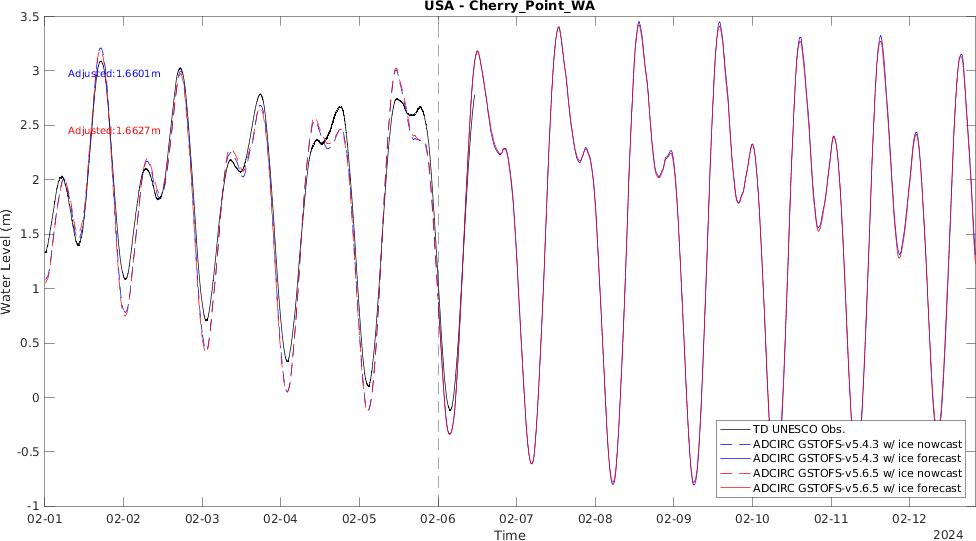 USA - Cherry_Point_WA
3.5
3
2.5
2
1.5
1
0.5
0
-0.5
-1
Water Level (m)
Adjusted:1.6601m
Adjusted:1.6627m
TD UNESCO Obs.
ADCIRC GSTOFS-v5.4.3 w/ ice nowcast
ADCIRC GSTOFS-v5.4.3 w/ ice forecast
ADCIRC GSTOFS-v5.6.5 w/ ice nowcast
ADCIRC GSTOFS-v5.6.5 w/ ice forecast
02-01 02-02 02-03 02-04 02-05 02-06 02-07 02-08 02-09 02-10 02-11 02-12
Time
2024